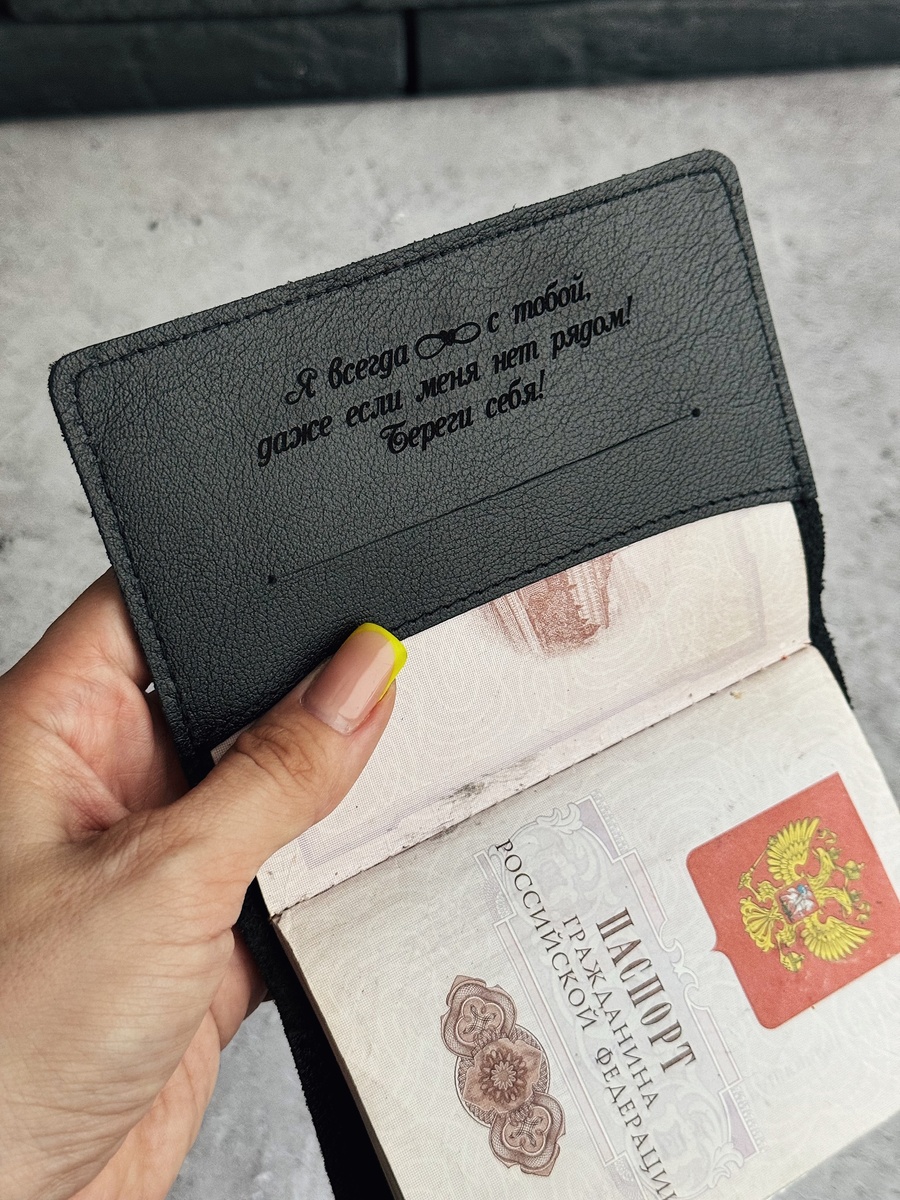 Я всегда с тобой,
даже если меня нет рядом!
Береги себя!
ПАСПОРТ
ГРАЖДАНИНА
РОССИЙСКОЙ ФЕДЕРАЦИИ